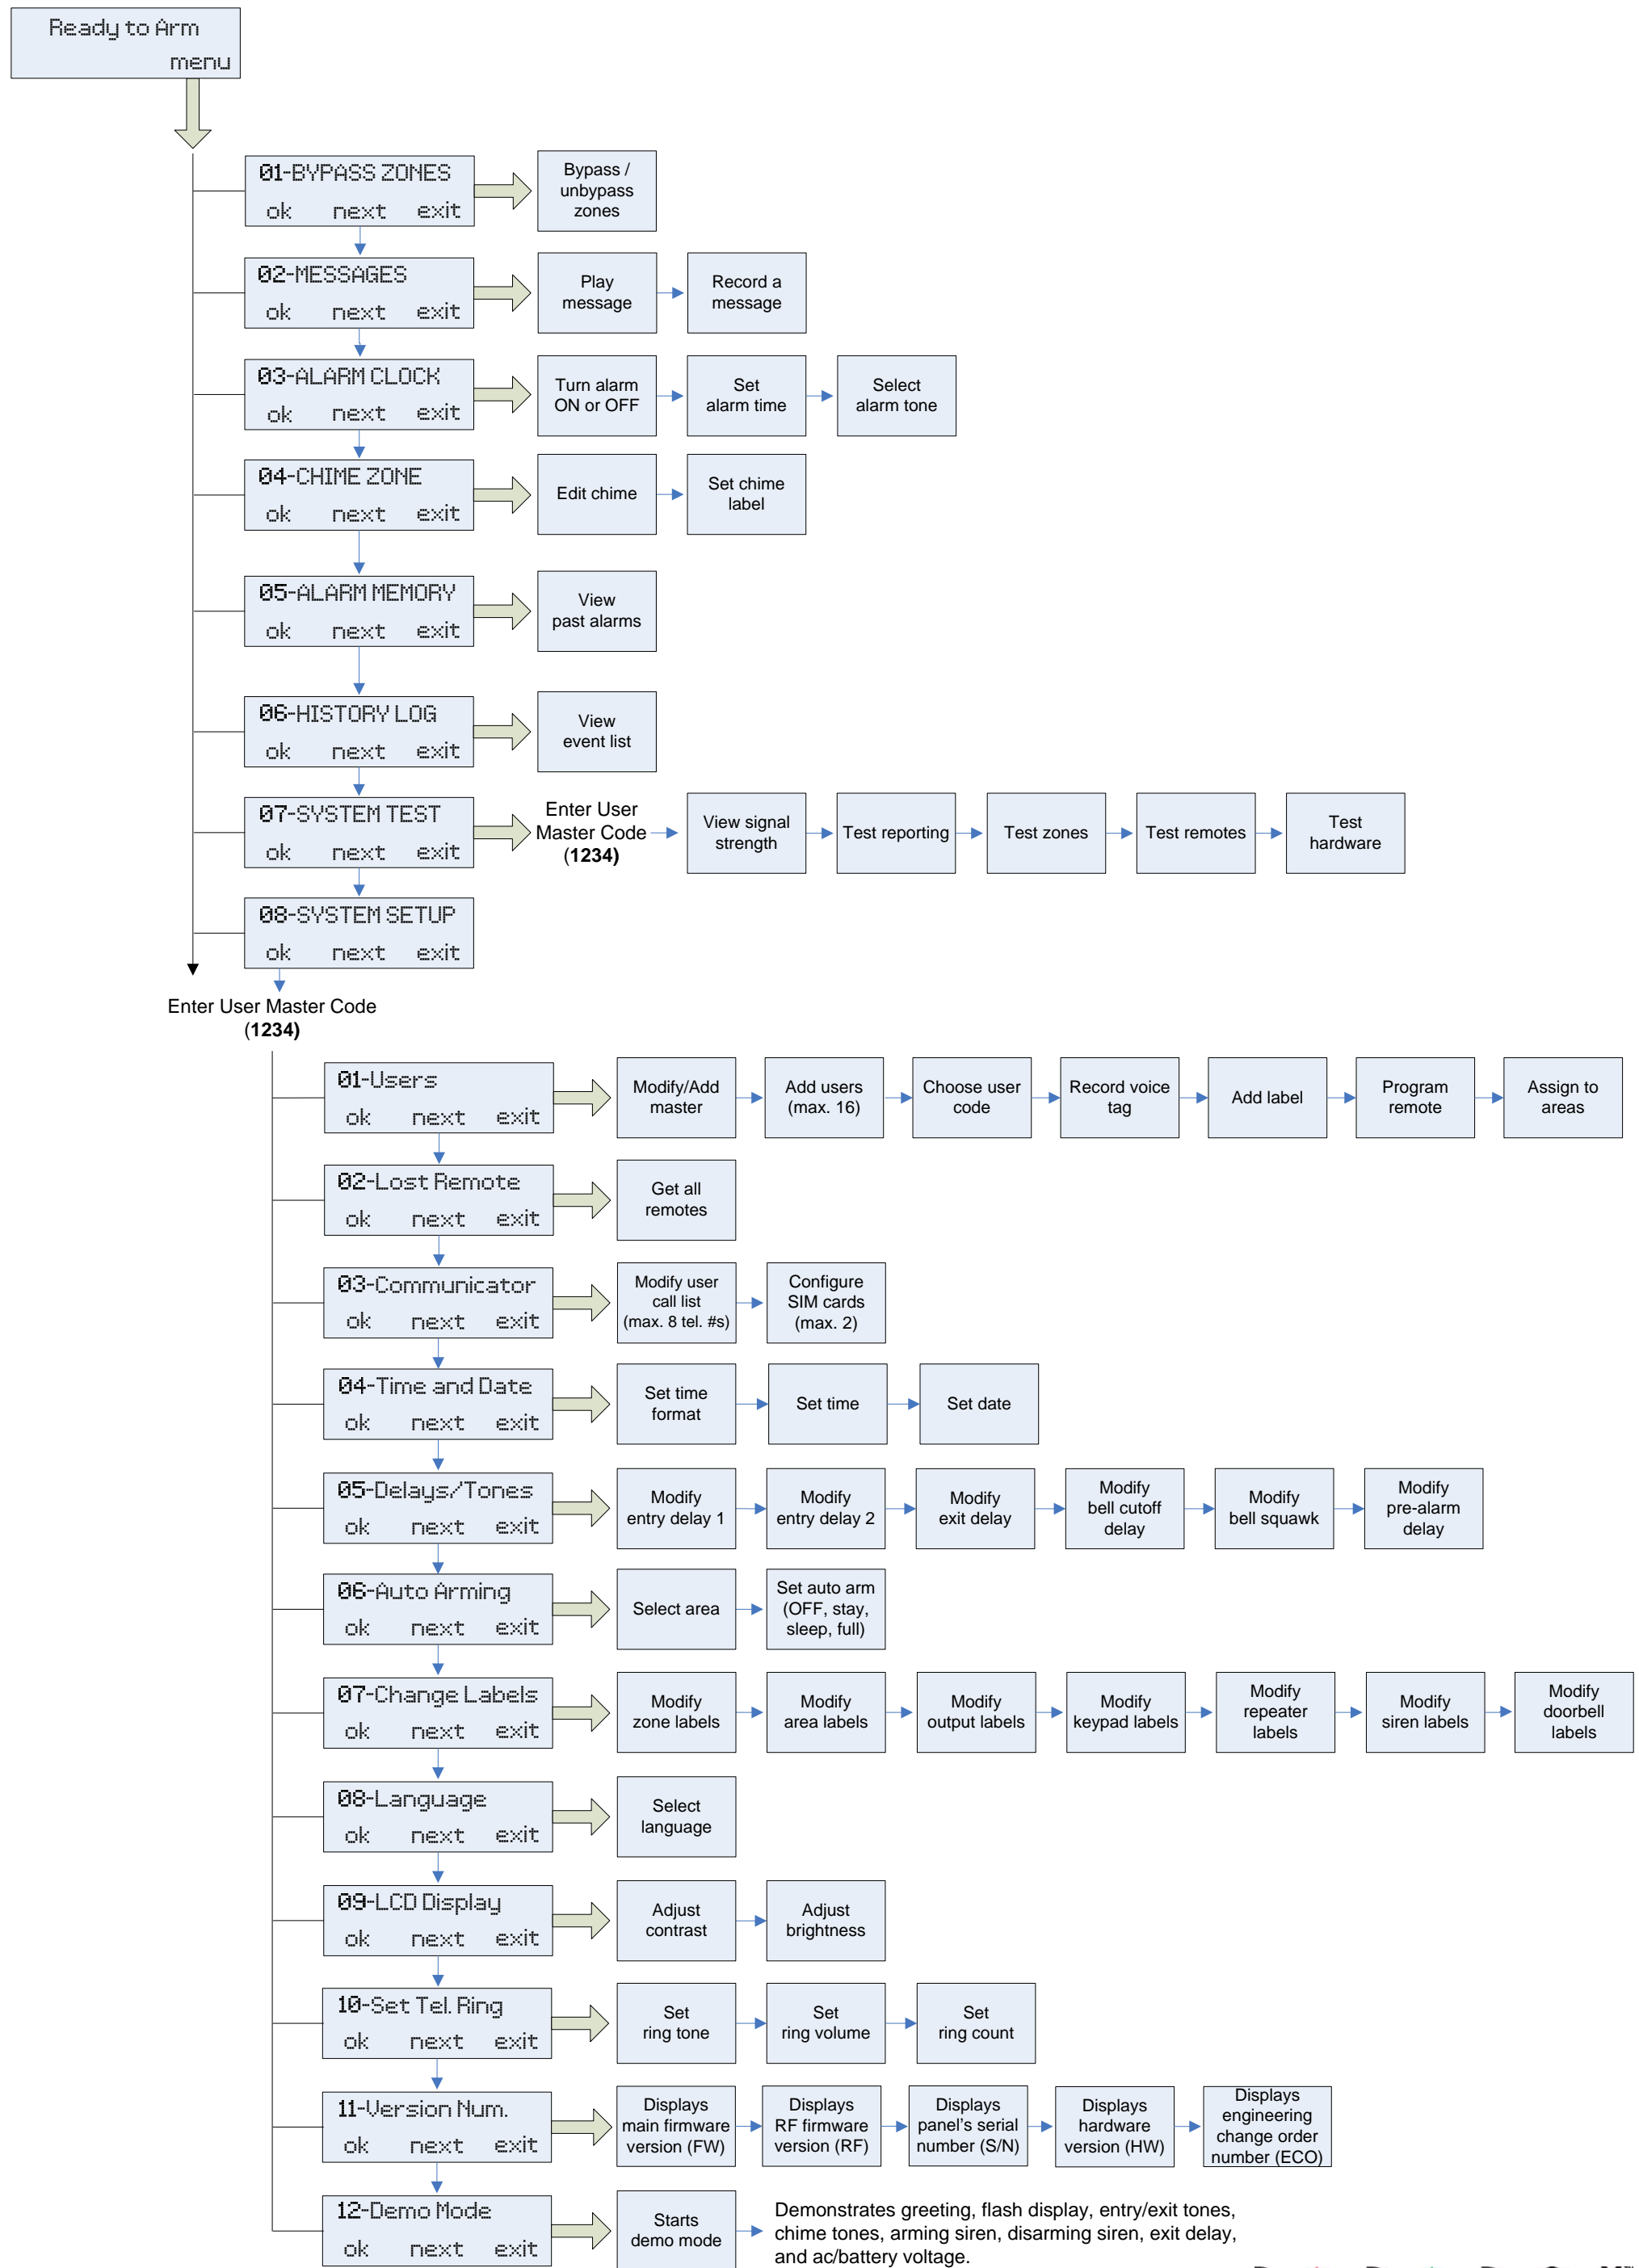 Ready to Arm
menu
01-BYPASS ZONES
ok next exit
Bypass /
unbypass
zones
02-MESSAGES
ok next exit
Play
message
Record a
message
03-ALARM CLOCK
ok next exit
Turn alarm
ON or OFF
Set
alarm time
Select
alarm tone
04-CHIME ZONE
ok next exit
Edit chime
Set chime
label
05-ALARM MEMORY
ok next exit
View
past alarms
06-HISTORY LOG
ok next exit
View
event list
07-SYSTEM TEST
ok next exit
Enter User
Master Code
(1234)
View signal
strength
Test reporting
Test zones
Test remotes
Test
hardware
08-SYSTEM SETUP
ok next exit
Enter User Master Code
(1234)
01-Users
ok next exit
Modify/Add
master
Add users
(max. 16)
Choose user
code
Record voice
tag
Add label
Program
remote
Assign to
areas
02-Lost Remote
ok next exit
Get all
remotes
03-Communicator
ok next exit
Modify user
call list
(max. 8 tel. #s)
Configure
SIM cards
(max. 2)
04-Time and Date
ok next exit
Set time
format
Set time
Set date
05-Delays/Tones
ok next exit
Modify
entry delay 1
Modify
entry delay 2
Modify
exit delay
Modify
bell cutoff
delay
Modify
bell squawk
Modify
pre-alarm
delay
06-Auto Arming
ok next exit
Select area
Set auto arm
(OFF, stay,
sleep, full)
07-Change Labels
ok next exit
Modify
zone labels
Modify
area labels
Modify
output labels
Modify
keypad labels
Modify
repeater
labels
Modify
siren labels
Modify
doorbell
labels
08-Language
ok next exit
Select
language
09-LCD Display
ok next exit
Adjust
contrast
Adjust
brightness
10-Set Tel. Ring
ok next exit
Set
ring tone
Set
ring volume
Set
ring count
11-Version Num.
ok next exit
Displays
main firmware
version (FW)
Displays
RF firmware
version (RF)
Displays
panel's serial
number (S/N)
Displays
hardware
version (HW)
Displays
engineering
change order
number (ECO)
12-Demo Mode
ok next exit
Starts
demo mode
Demonstrates greeting, flash display, entry/exit tones,
chime tones, arming siren, disarming siren, exit delay,
and ac/battery voltage.